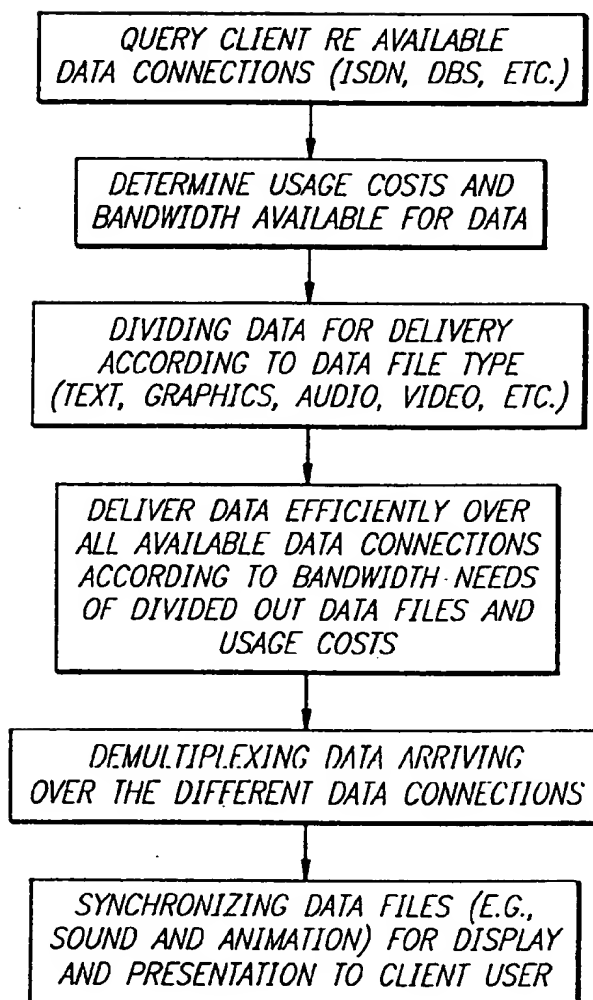 QUERY CLIENT RE AVAILABLE
DATA CONNECTIONS (ISDN, DBS, ETC.)
DETERMINE USAGE COSTS AND
BANDWIDTH AVAILABLE FOR DATA
DIVIDING DATA FOR DELIVERY
ACCORDING TO DATA FILE TYPE
(TEXT, GRAPHICS, AUDIO, VIDEO, ETC.)
DELIVER DATA EFFICIENTLY OVER
ALL AVAILABLE DATA CONNECTIONS
ACCORDING TO BANDWIDTH NEEDS
OF DIVIDED OUT DATA FILES AND
USAGE COSTS
DEMULTIPLEXING DATA ARRIVING
OVER THE DIFFERENT DATA CONNECTIONS
SYNCHRONIZING DATA FILES (E.G.,
SOUND AND ANIMATION) FOR DISPLAY
AND PRESENTATION TO CLIENT USER